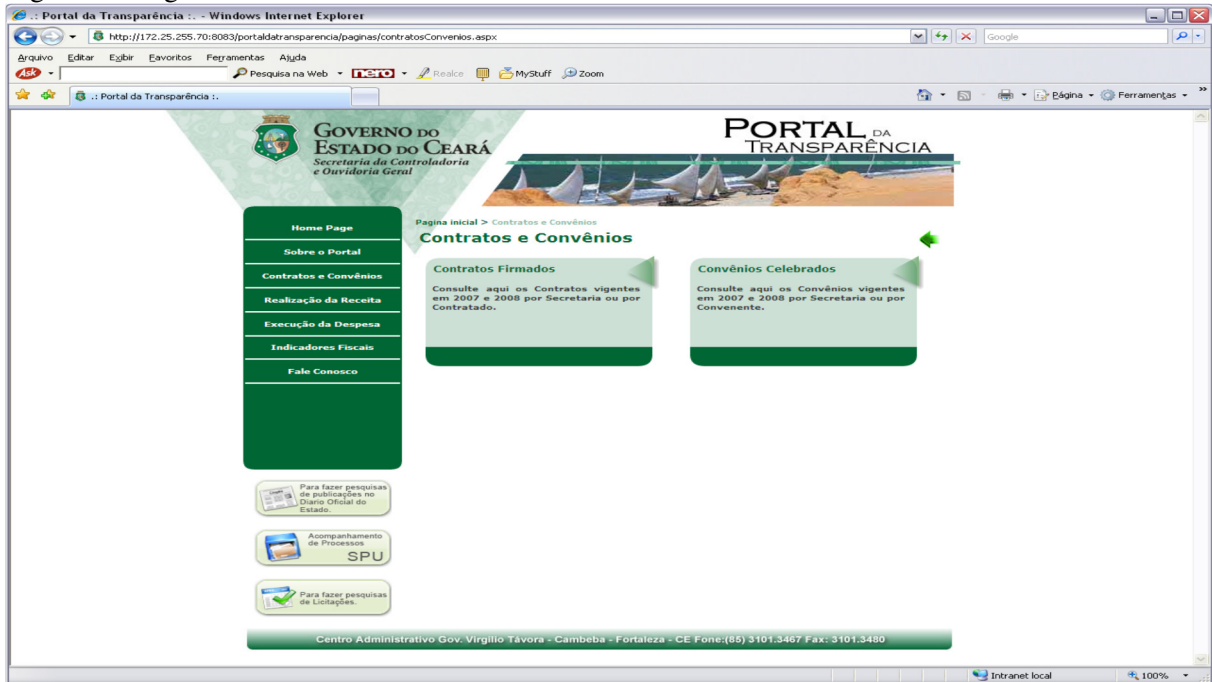 .: Portal da Transparência :. - Windows Internet Explorer
http://172.25.255.70:8083/portaldatransparencia/paginas/contratosConvenios.aspx
Google
Arquivo Editar Exibir Favoritos Ferramentas Ajuda
Ask Pesquisa na Web nero Realce MyStuff Zoom
.: Portal da Transparência :.
Página Ferramentas
GOVERNO DO
ESTADO DO CEARÁ
Secretaria da Controladoria
e Ouvidoria Geral
PORTAL DA
TRANSPARÊNCIA
Home Page
Sobre o Portal
Contratos e Convênios
Realização da Receita
Execução da Despesa
Indicadores Fiscais
Fale Conosco
Pagina inicial > Contratos e Convênios
Contratos e Convênios
Contratos Firmados
Consulte aqui os Contratos vigentes
em 2007 e 2008 por Secretaria ou por
Contratado.
Convênios Celebrados
Consulte aqui os Convênios vigentes
em 2007 e 2008 por Secretaria ou por
Convenente.
Para fazer pesquisas
de publicações no
Diario Oficial do
Estado.
Acompanhamento
de Processos
SPU
Para fazer pesquisas
de Licitações.
Centro Administrativo Gov. Virgílio Távora - Cambeba - Fortaleza - CE Fone:(85) 3101.3467 Fax: 3101.3480
Intranet local 100%